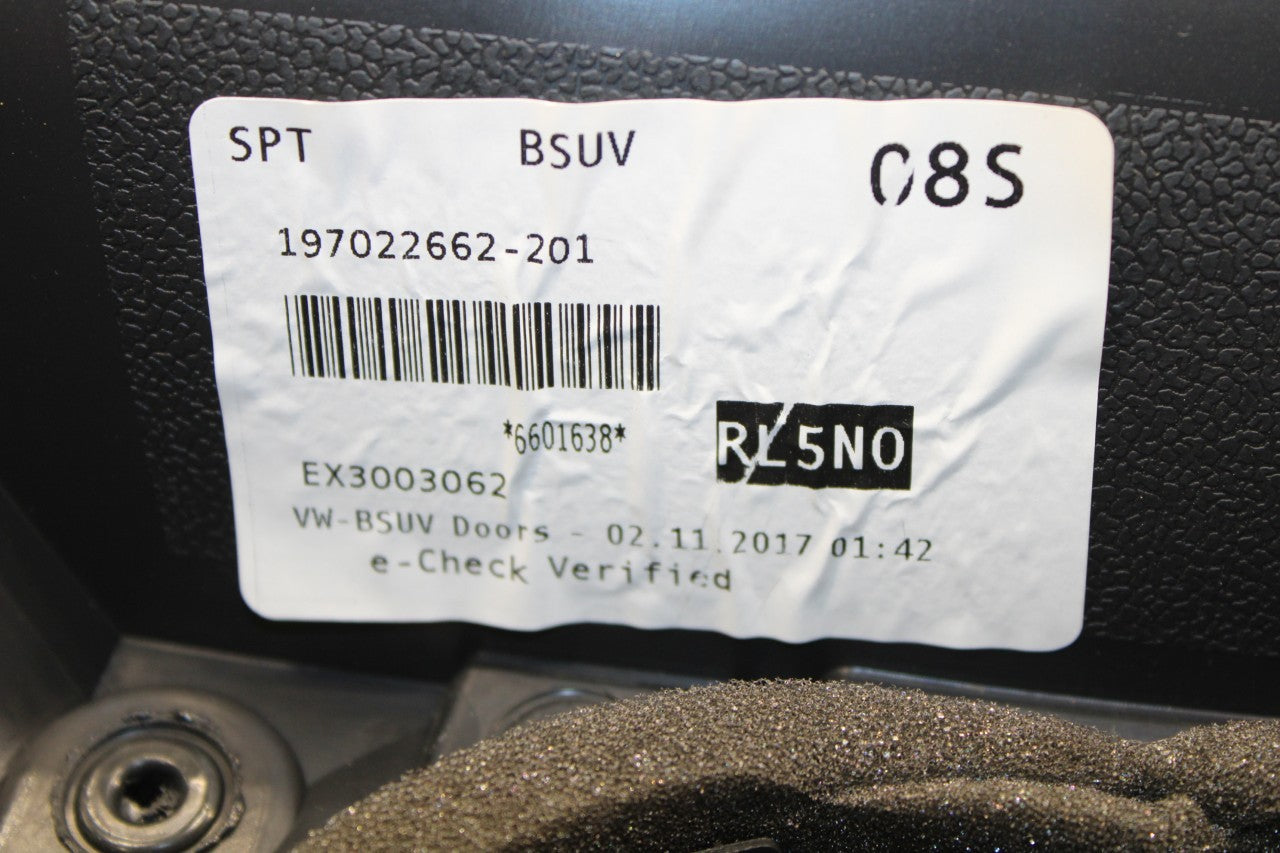 SPT BSUV 08S
197022662-201
*6601638*
RL5NO
EX3003062
VW-BSUV Doors - 02.11.2017 01:42
e-Check Verified